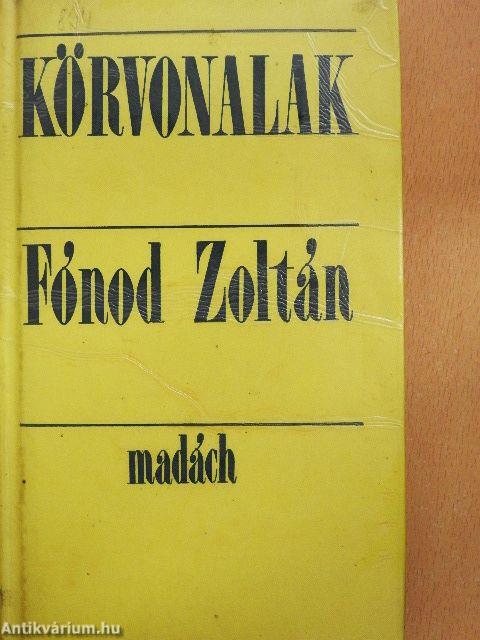 KÖRVONALAK
Fónod Zoltán
madách
Antikvárium.hu